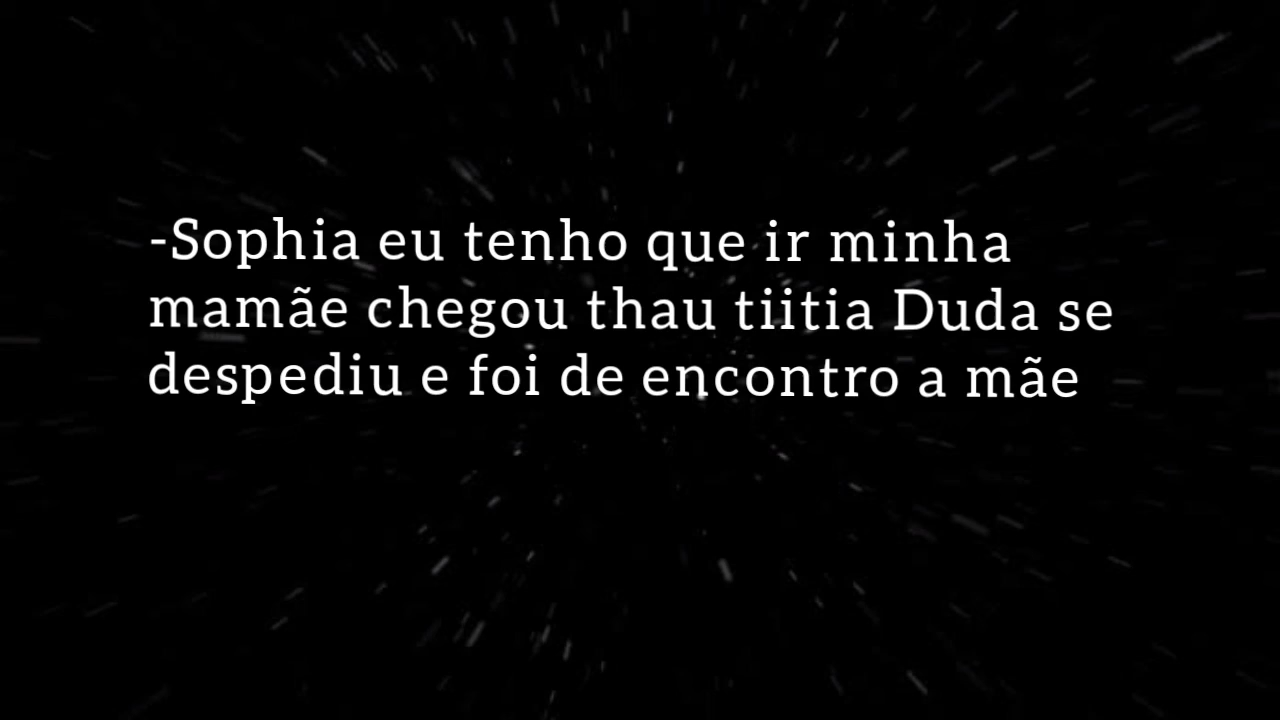 -Sophia eu tenho que ir minha
mamãe chegou thau tiitia Duda se
despediu e foi de encontro a mãe